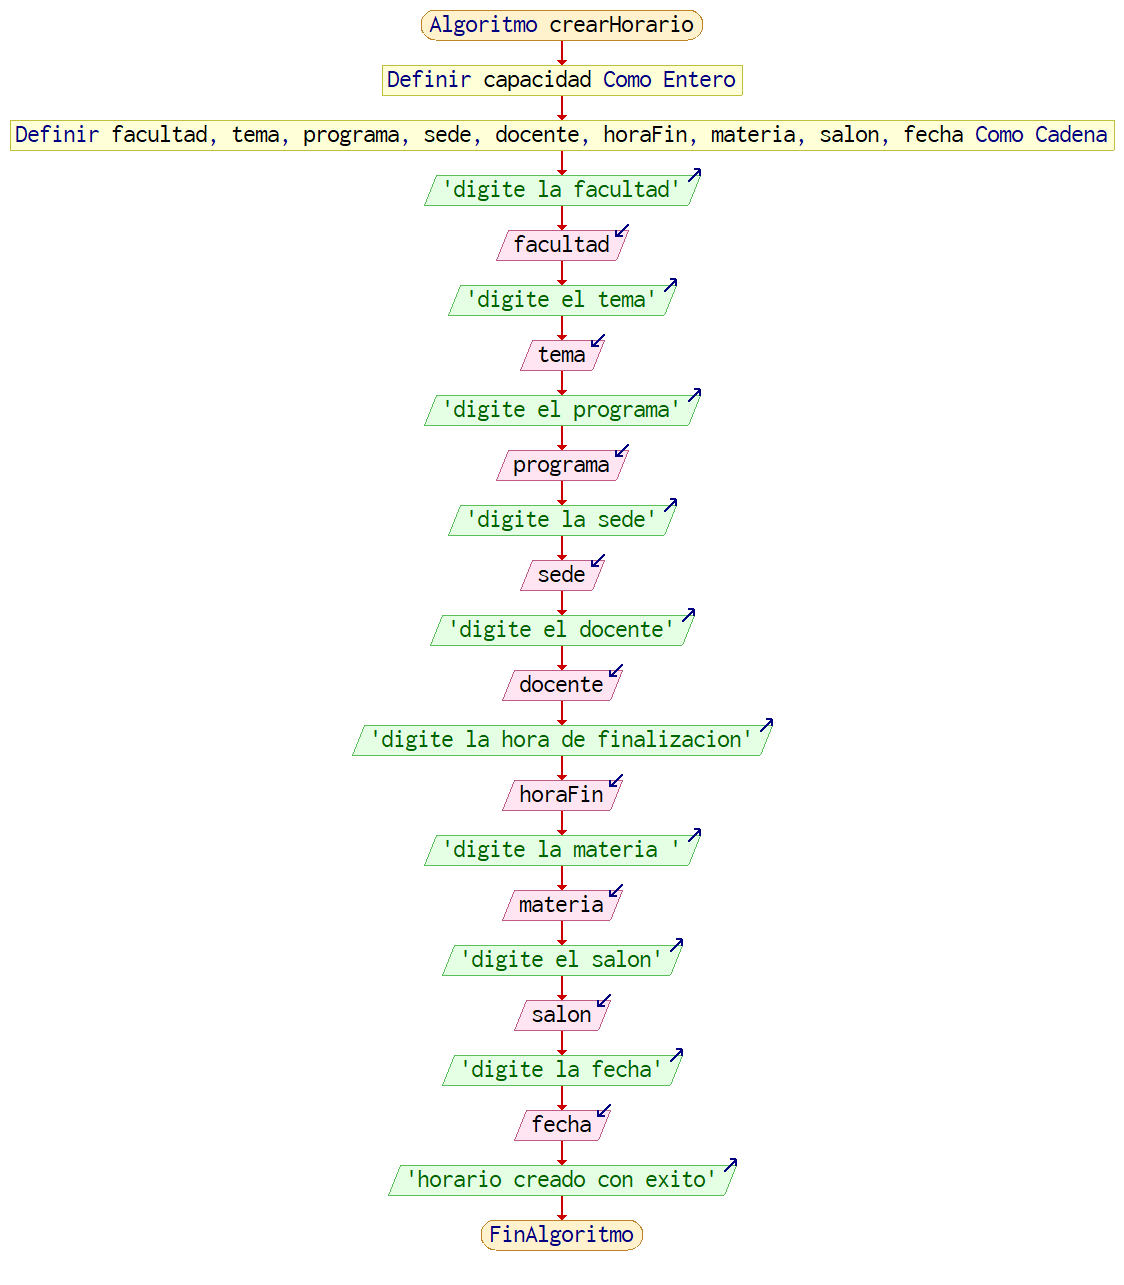 Algoritmo crearHorario
Definir capacidad Como Entero
Definir facultad, tema, programa, sede, docente, horaFin, materia, salon, fecha Como Cadena
'digite la facultad'
facultad
'digite el tema'
tema
'digite el programa'
programa
'digite la sede'
sede
'digite el docente'
docente
'digite la hora de finalizacion'
horaFin
'digite la materia '
materia
'digite el salon'
salon
'digite la fecha'
fecha
'horario creado con exito'
FinAlgoritmo